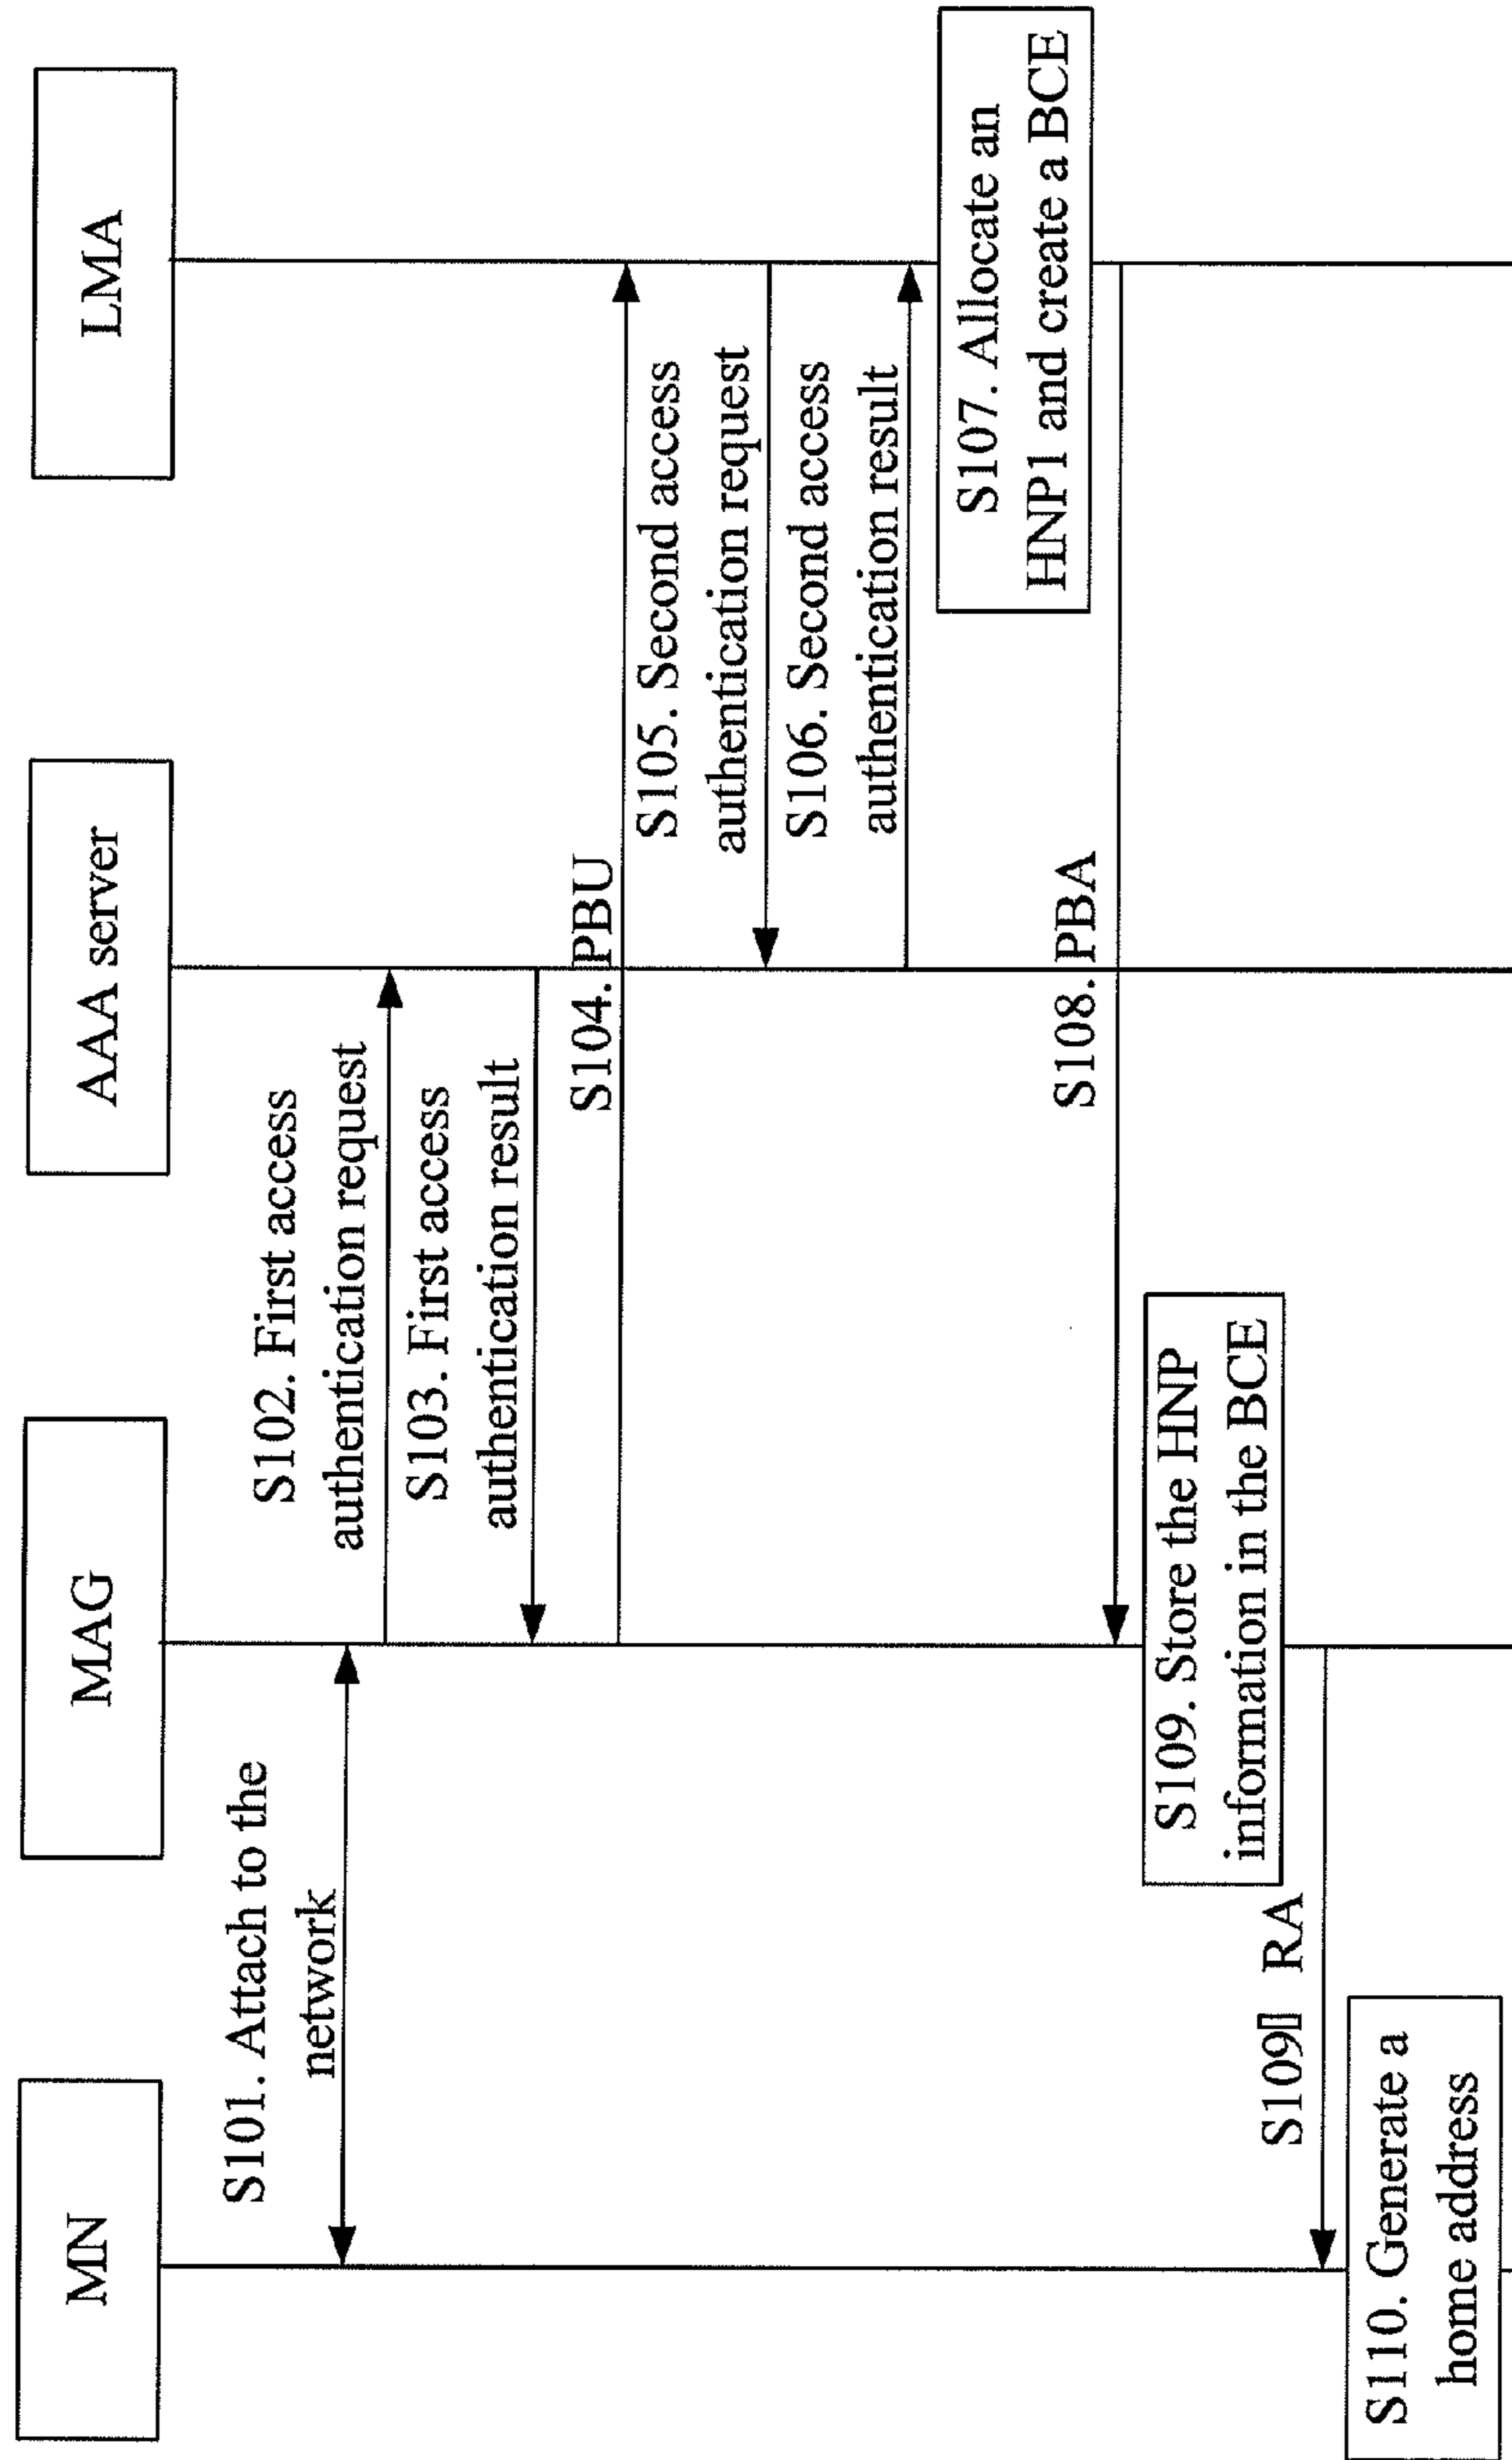 MN
MAG
AAA server
LMA
S101. Attach to the
network
S102. First access
authentication request
S103. First access
authentication result
S104. PBU
S105. Second access
authentication request
S106. Second access
authentication result
S107. Allocate an
HNP1 and create a BCE
S108. PBA
S109. Store the HNP
information in the BCE
S109 RA
S110. Generate a
home address